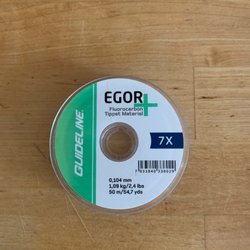 EGOR+
Fluorocarbon
Tippet Material
GUIDELINE
7X
0,104 mm
1,09 kg/2,4 lbs
50 m/54,7 yds